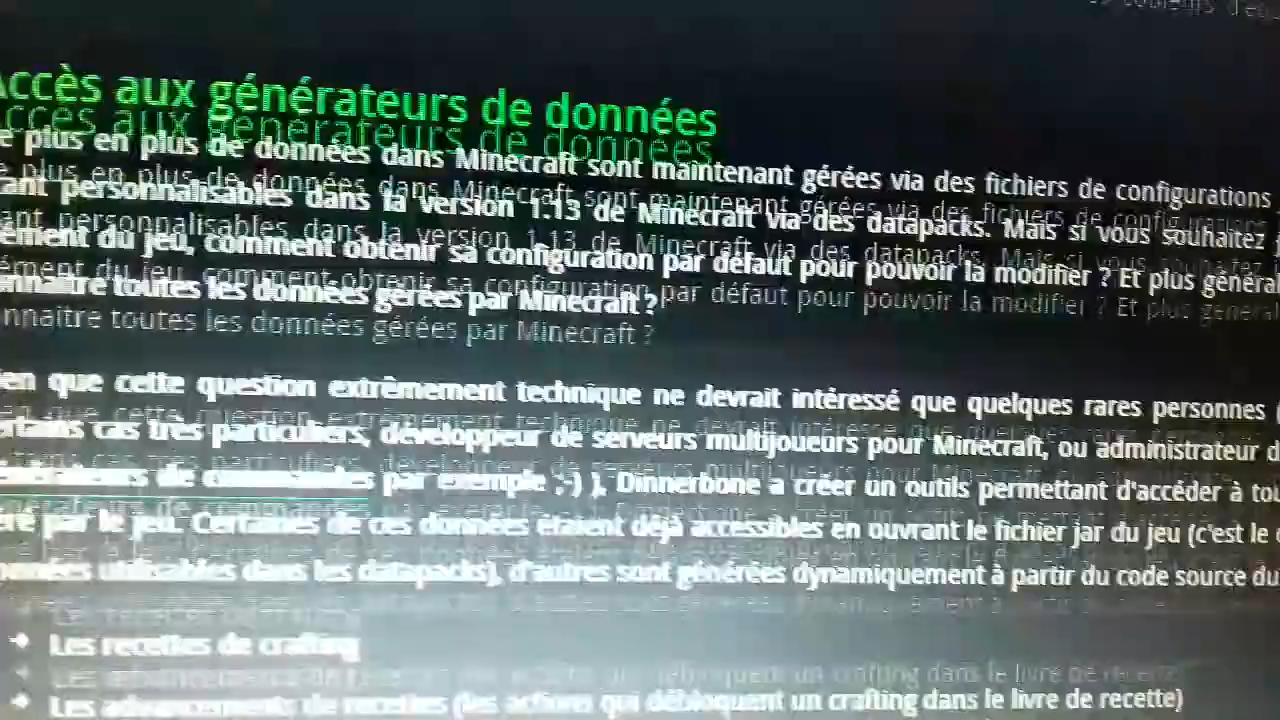 Accès aux générateurs de données
plus en plus de données dans Minecraft sont maintenant gérées via des fichiers de configurations
personnalisables dans la version 1.13 de Minecraft via des datapacks. Mais si vous souhaitez
du jeu, comment obtenir sa configuration par défaut pour pouvoir la modifier ? Et plus
toutes les données gérées par Minecraft ?
que cette question extrêmement technique ne devrait intéressé que quelques rares personnes
cas très particuliers, développeur de serveurs multijoueurs pour Minecraft, ou administrateur
de commandes par exemple ;-) ), Dinnerbone a créer un outils permettant d'accéder à
par le jeu. Certaines de ces données étaient déjà accessibles en ouvrant le fichier jar du jeu (c'est le
utilisables dans les datapacks), d'autres sont générées dynamiquement à partir du code source du
Les recettes de crafting
Les advancements de recettes (les actions qui débloquent un crafting dans le livre de recette)